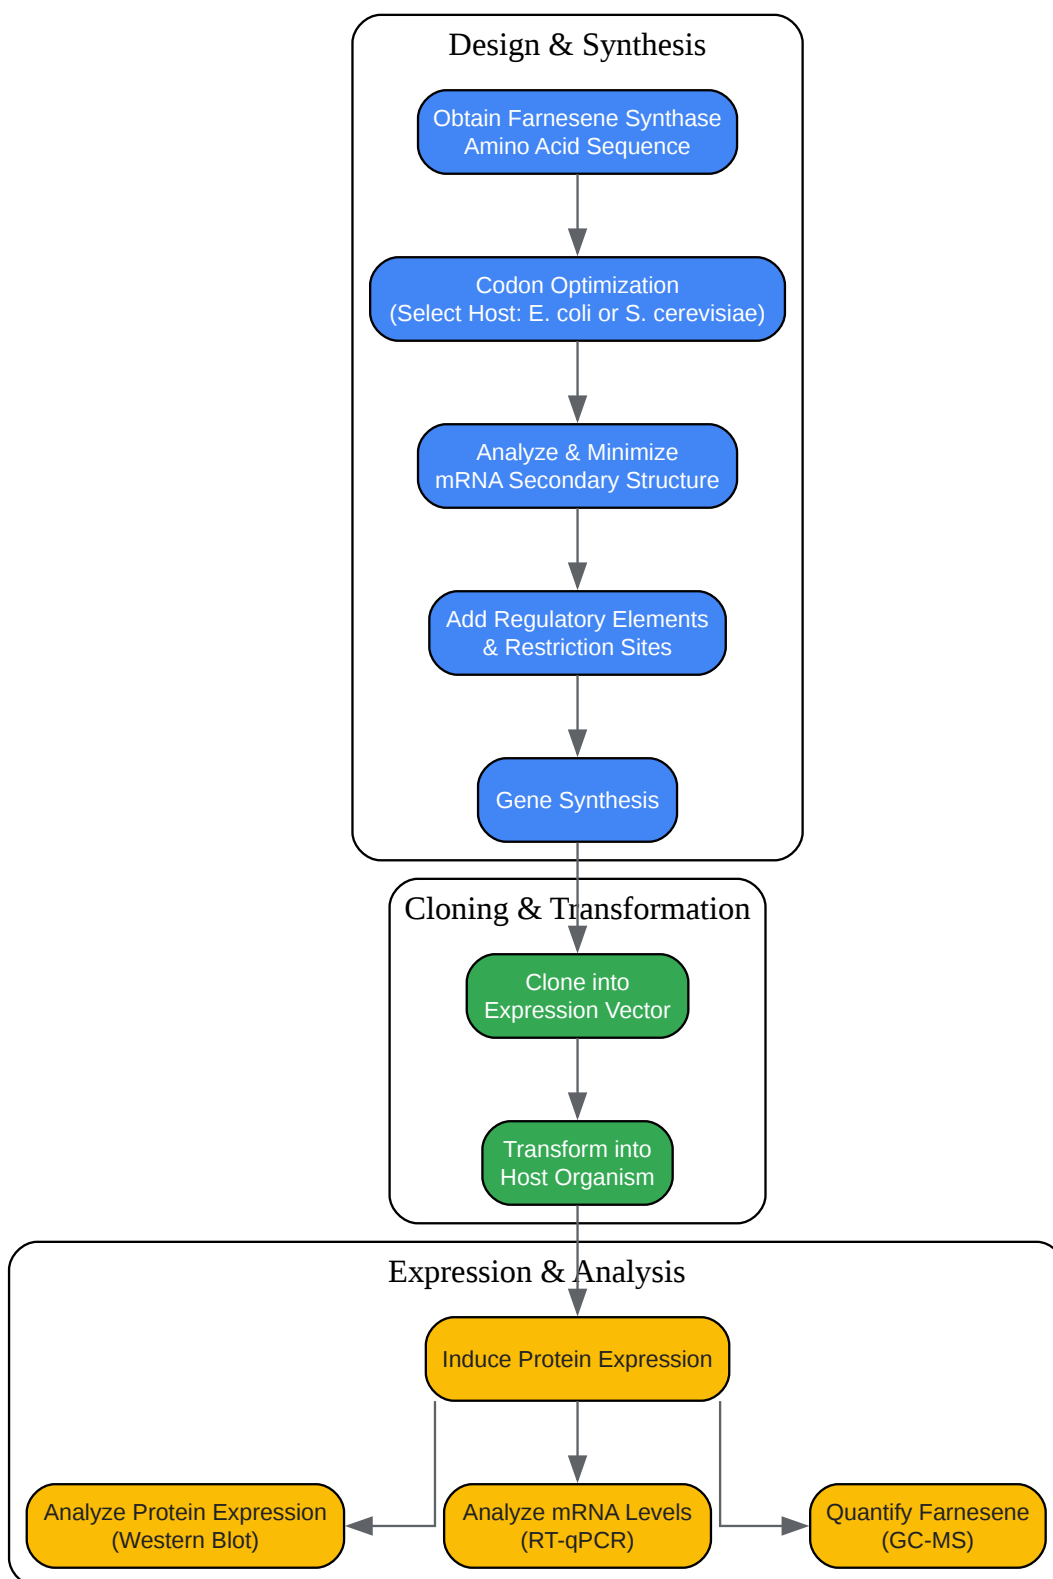 Design & Synthesis
Obtain Farnesene Synthase
Amino Acid Sequence
Codon Optimization
(Select Host: E. coli or S. cerevisiae)
Analyze & Minimize
mRNA Secondary Structure
Add Regulatory Elements
& Restriction Sites
Gene Synthesis
Cloning & Transformation
Clone into
Expression Vector
Transform into
Host Organism
Expression & Analysis
Induce Protein Expression
Analyze Protein Expression
(Western Blot)
Analyze mRNA Levels
(RT-qPCR)
Quantify Farnesene
(GC-MS)